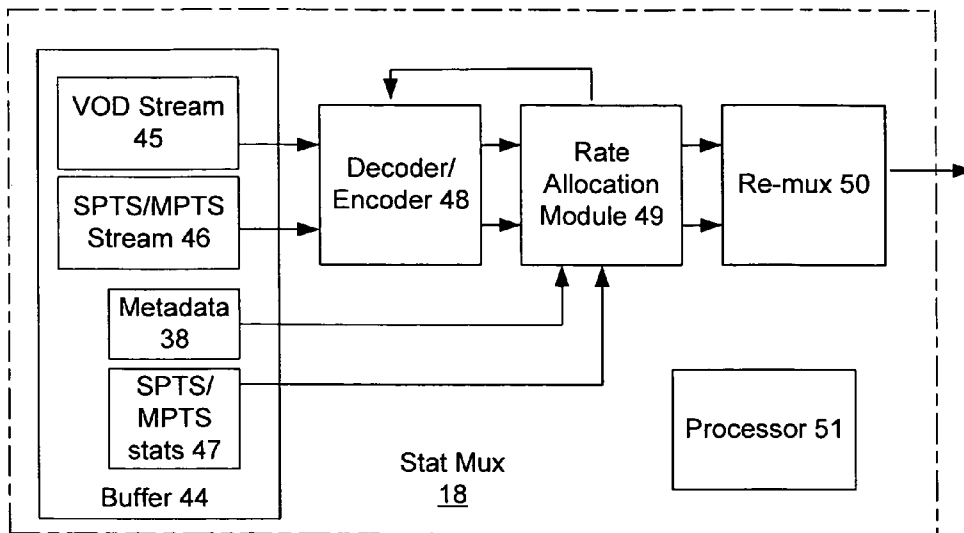 VOD Stream
45
SPTS/MPTS
Stream 46
Metadata
38
SPTS/
MPTS
stats 47
Buffer 44
Decoder/
Encoder 48
Rate
Allocation
Module 49
Re-mux 50
Processor 51
Stat Mux
18